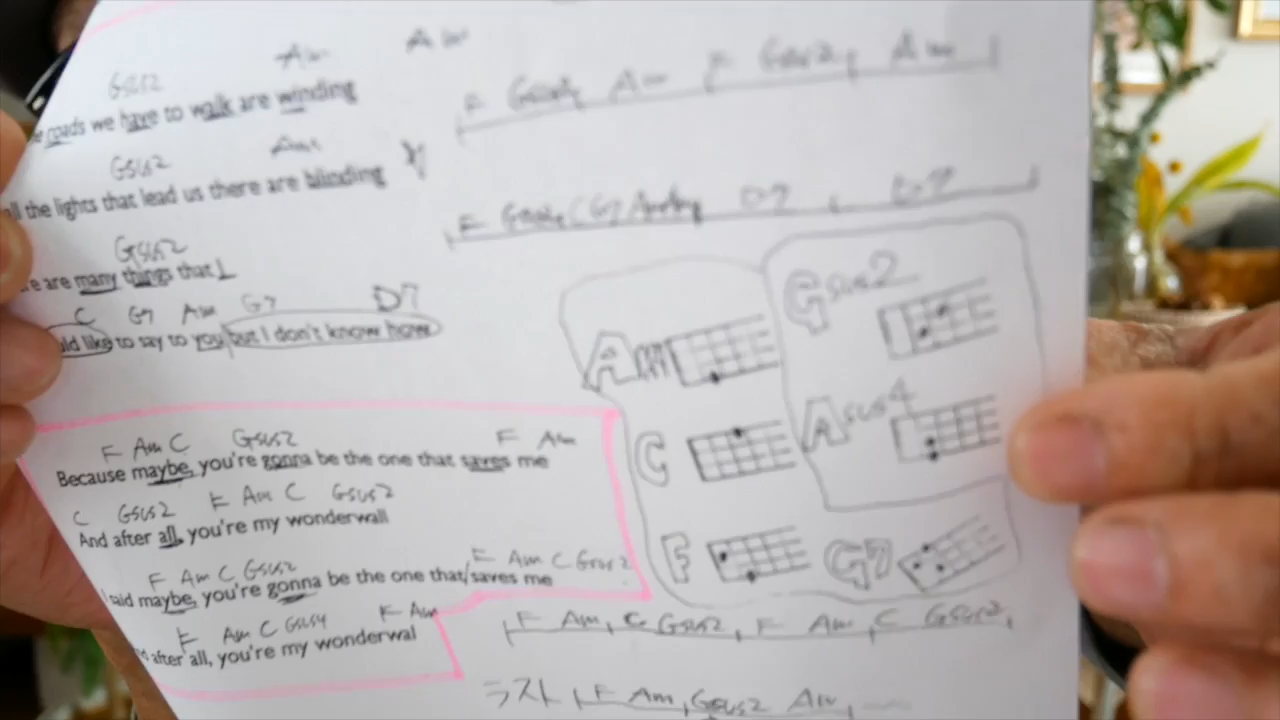 Am Am
Gsus2
roads we have to walk are winding
F Gsus2 Am F Gsus2, Am
Gsus2 Am
all the lights that lead us there are blinding
F D7 D7
Gsus2
are many things that I
C G7 Am G7 D7
like to say to you but I don't know how
Gsus2
Am
Asus4
C
F G7
F Am C Gsus2 F Am
Because maybe, you're gonna be the one that saves me
C Gsus2 F Am C Gsus2
And after all, you're my wonderwall
F Am C Gsus2 F Am C Gsus2
said maybe, you're gonna be the one that saves me
F Am C Gsus4 F Am
after all, you're my wonderwal
F Am, C Gsus2, F Am, C Gsus2,
ラスト F Am, Gsus2 Am,